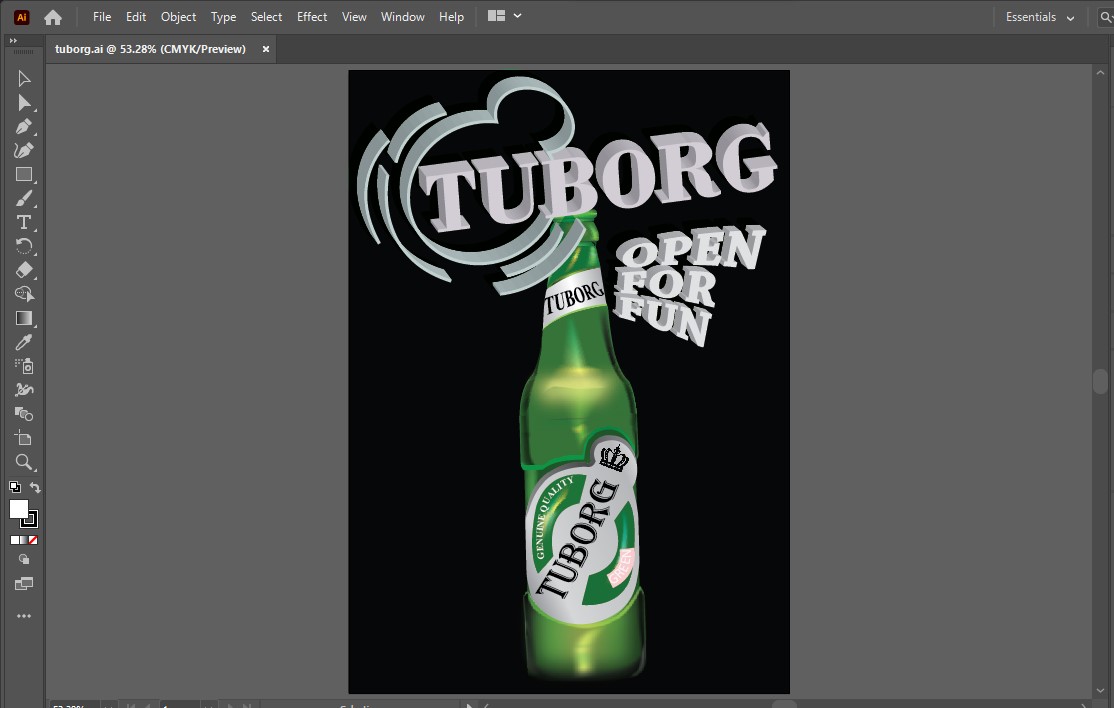 Ai File Edit Object Type Select Effect View Window Help Essentials
tuborg.ai @ 53.28% (CMYK/Preview) ×
TUBORG
OPEN
FOR
FUN
TUBORG
GENUINE QUALITY
TUBORG
GREEN